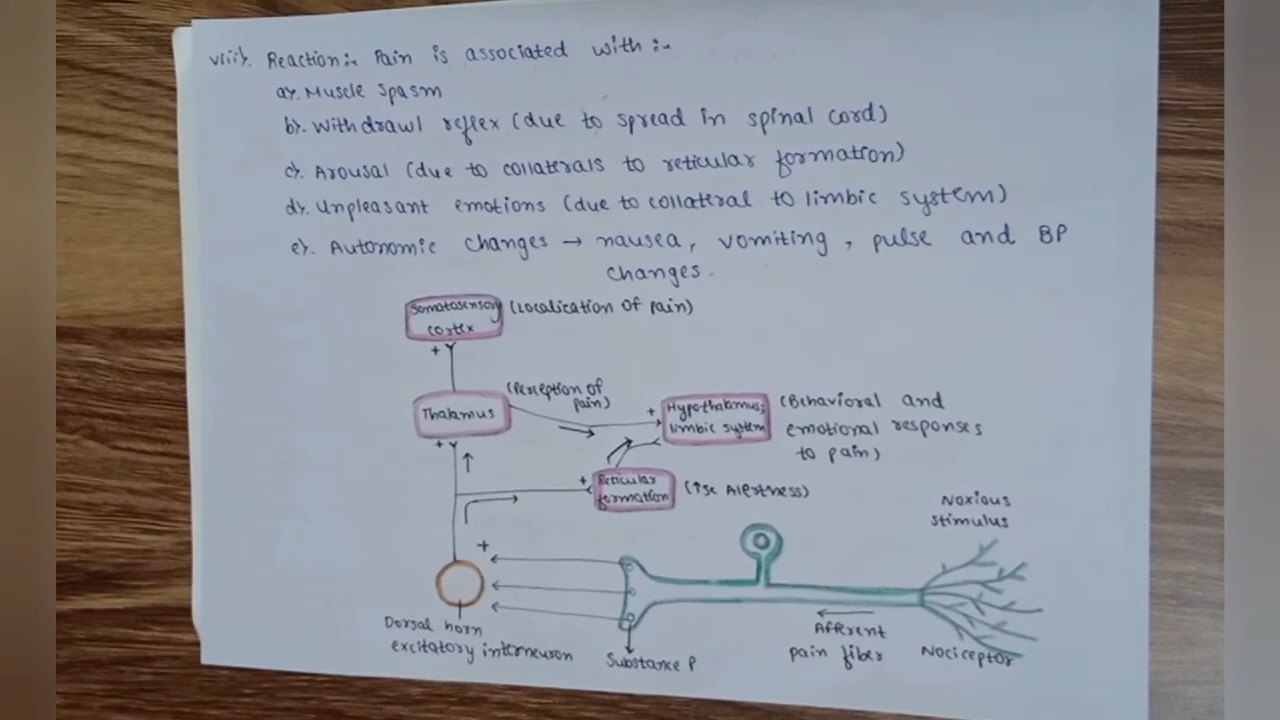 viii). Reaction:- Pain is associated with :-
a). Muscle Spasm
b). Withdrawl reflex (due to spread in spinal cord)
c). Arousal (due to collaterals to reticular formation)
d). Unpleasant emotions (due to collateral to limbic system)
e). Autonomic changes → nausea, vomiting, pulse and BP
changes.
Somatosensory (Localization of pain)
cortex
+
(Perception of
pain)
Thalamus
+
+
Hypothalamus;
limbic system
(Behavioral and
emotional responses
to pain)
+
Reticular
formation
(↑se Alertness)
Noxious
stimulus
+
Dorsal horn
excitatory interneuron
Substance P
Afferent
pain fiber
Nociceptor